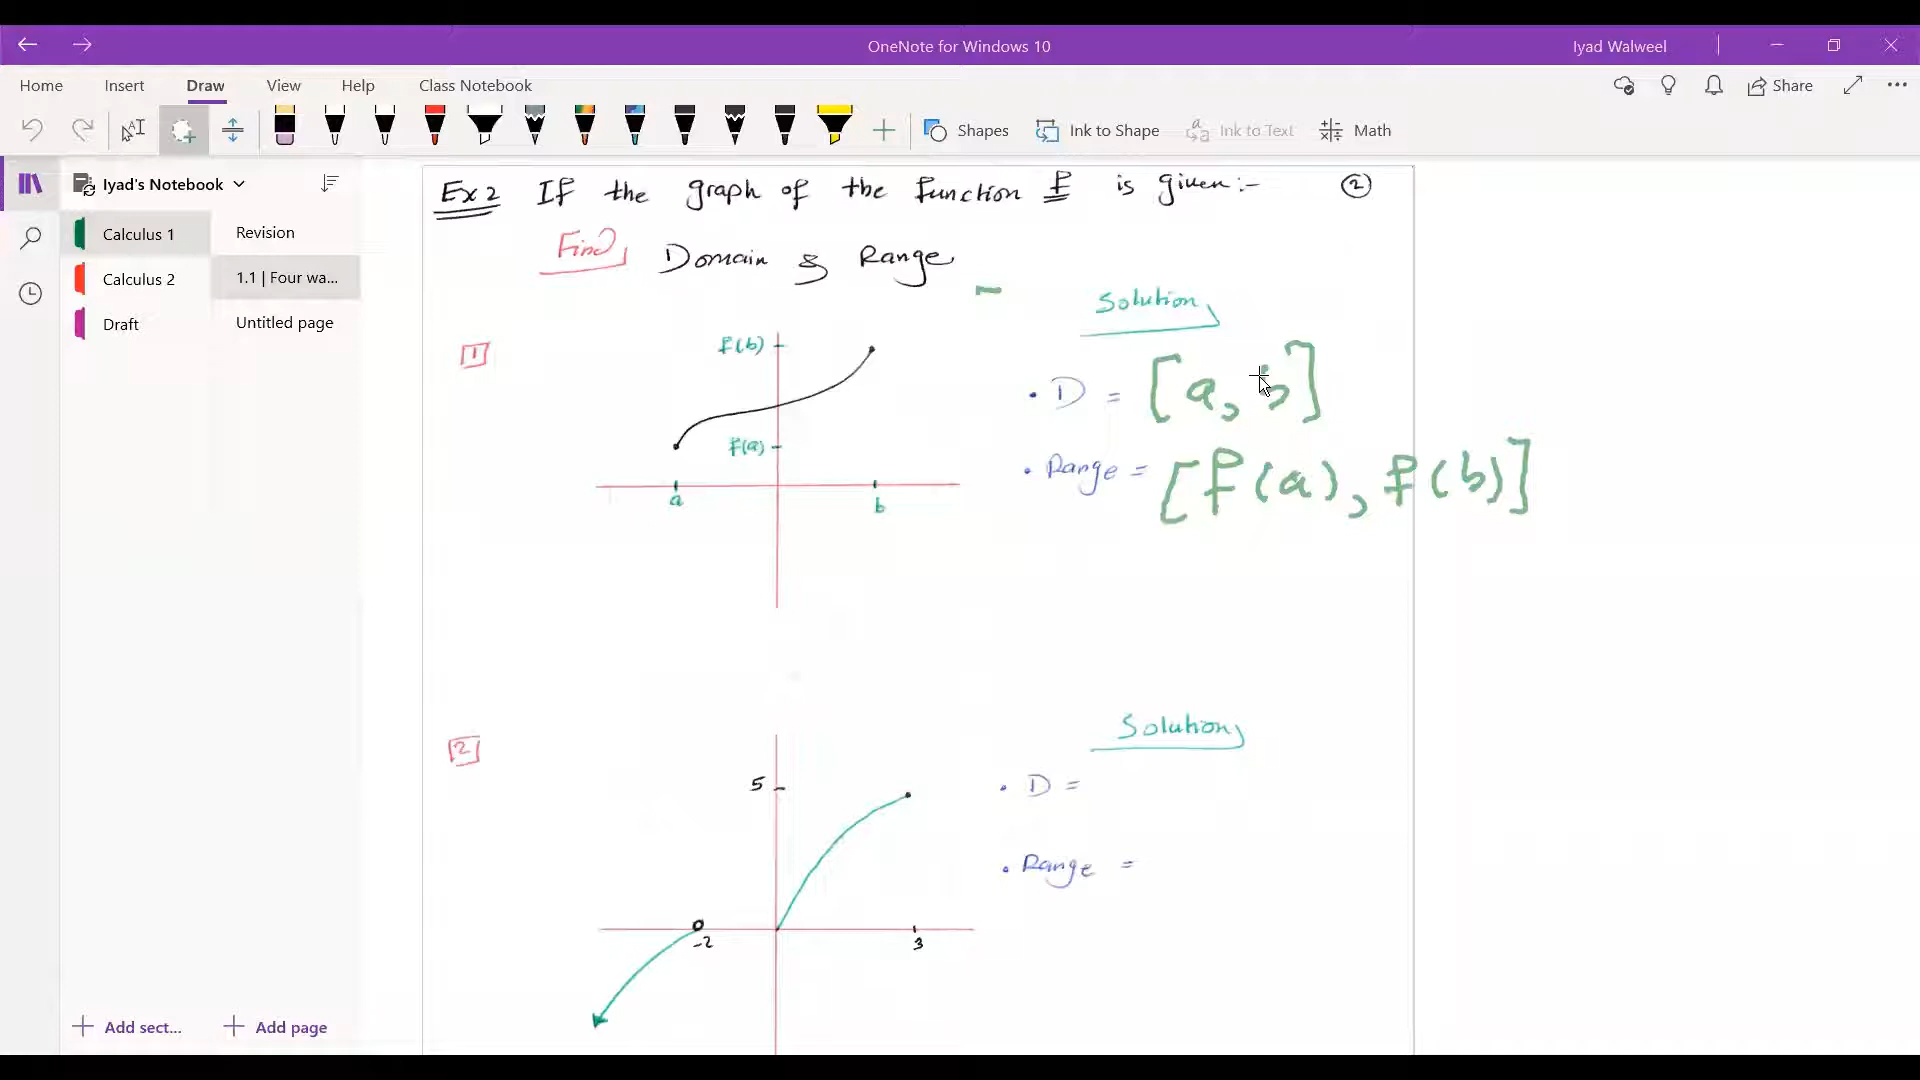 OneNote for Windows 10
Iyad Walweel
Home Insert Draw View Help Class Notebook
Share
Shapes Ink to Shape Ink to Text Math
Iyad's Notebook
Calculus 1
Calculus 2
Draft
Revision
1.1 | Four wa...
Untitled page
Add sect...
Add page
Ex 2 If the graph of the function f is given:- 2
Find Domain & Range
1
f(b)
f(a)
a b
Solution
• D = [a, b]
• Range = [f(a), f(b)]
2
5
-2 3
Solution
• D =
• Range =